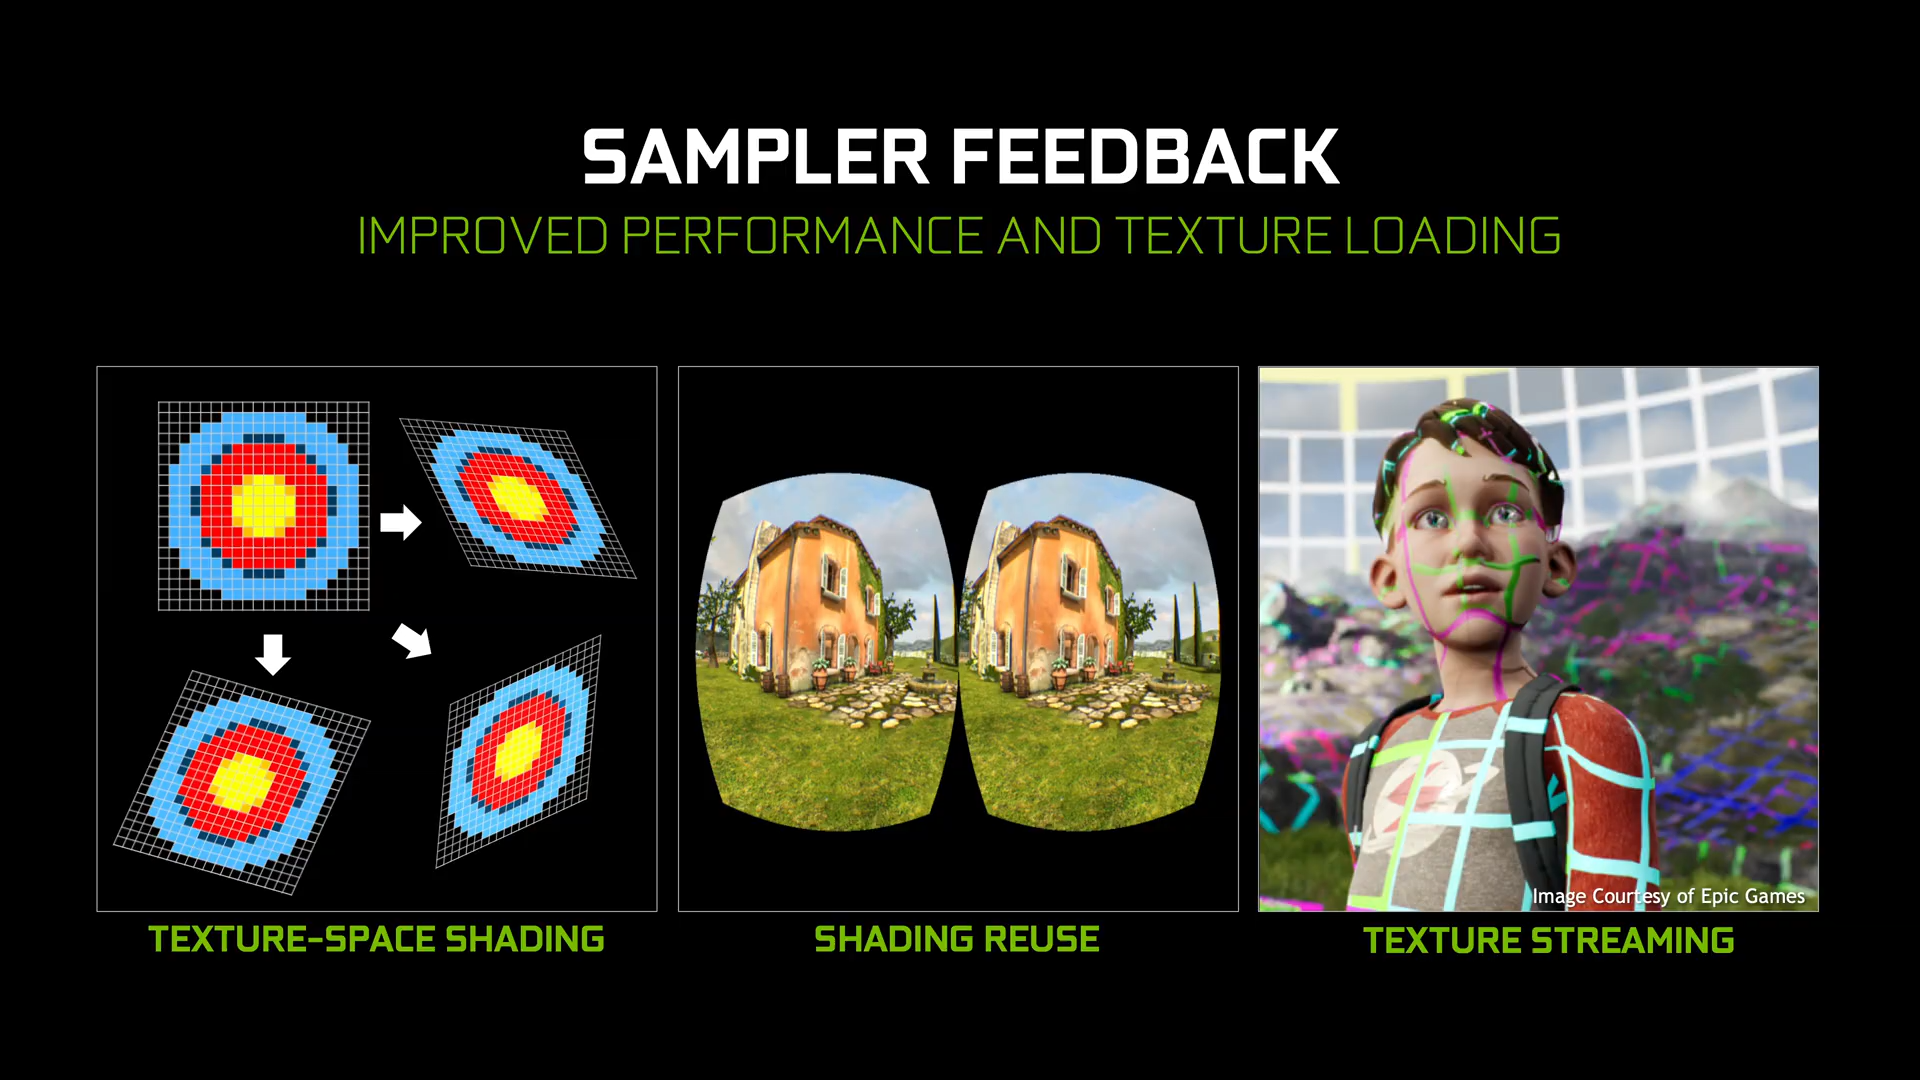 SAMPLER FEEDBACK
IMPROVED PERFORMANCE AND TEXTURE LOADING
Image Courtesy of Epic Games
TEXTURE-SPACE SHADING
SHADING REUSE
TEXTURE STREAMING